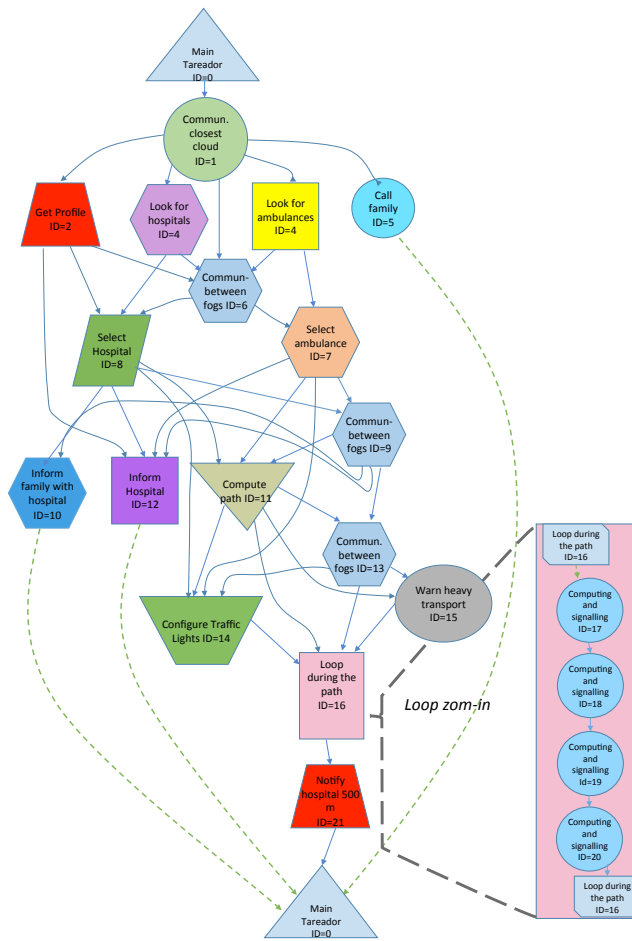 Main
Tareador
ID=0
Commun.
closest
cloud
ID=1
Get Profile
ID=2
Look for
hospitals
ID=4
Look for
ambulances
ID=4
Call
family
ID=5
Commun-
between
fogs ID=6
Select
Hospital
ID=8
Select
ambulance
ID=7
Commun-
between
fogs ID=9
Inform
family with
hospital
ID=10
Inform
Hospital
ID=12
Compute
path ID=11
Commun.
between
fogs ID=13
Configure Traffic
Lights ID=14
Warn heavy
transport
ID=15
Loop
during the
path
ID=16
Loop zom-in
Notify
hospital 500
m
ID=21
Main
Tareador
ID=0
Loop during
the path
ID=16
Computing
and
signalling
ID=17
Computing
and
signalling
ID=18
Computing
and
signalling
Id=19
Computing
and
signalling
ID=20
Loop during
the path
ID=16